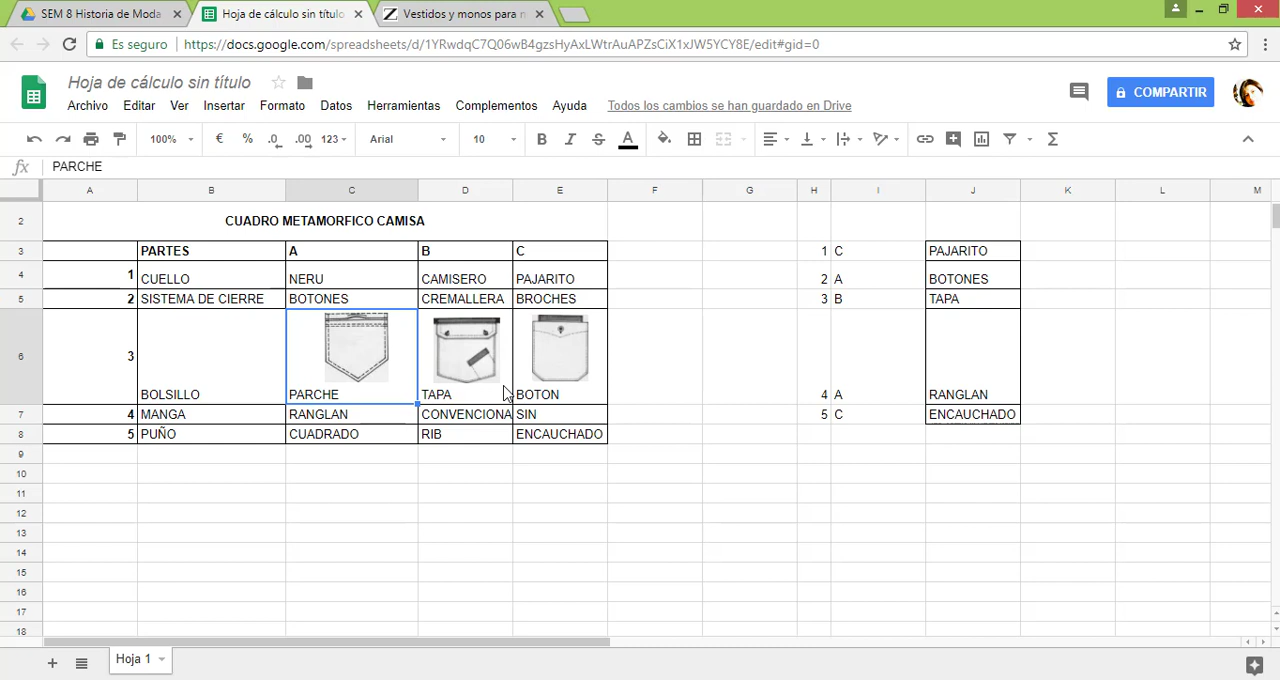 SEM 8 Historia de Moda
Hoja de cálculo sin título
Vestidos y monos para n
Es seguro
https://docs.google.com/spreadsheets/d/1YRwdqC7Q06wB4gzsHyAxLWtrAuAPZsCiX1xJW5YCY8E/edit#gid=0
Hoja de cálculo sin título
Archivo Editar Ver Insertar Formato Datos Herramientas Complementos Ayuda Todos los cambios se han guardado en Drive
COMPARTIR
100% € % .0 .00 123 Arial 10 B I S A Σ
fx PARCHE
A B C D E F G H I J K L M
2 CUADRO METAMORFICO CAMISA
3 PARTES A B C 1 C PAJARITO
4 1 CUELLO NERU CAMISERO PAJARITO 2 A BOTONES
5 2 SISTEMA DE CIERRE BOTONES CREMALLERA BROCHES 3 B TAPA
6 3 BOLSILLO PARCHE TAPA BOTON 4 A RANGLAN
7 4 MANGA RANGLAN CONVENCIONA SIN 5 C ENCAUCHADO
8 5 PUÑO CUADRADO RIB ENCAUCHADO
9
10
11
12
13
14
15
16
17
18
Hoja 1